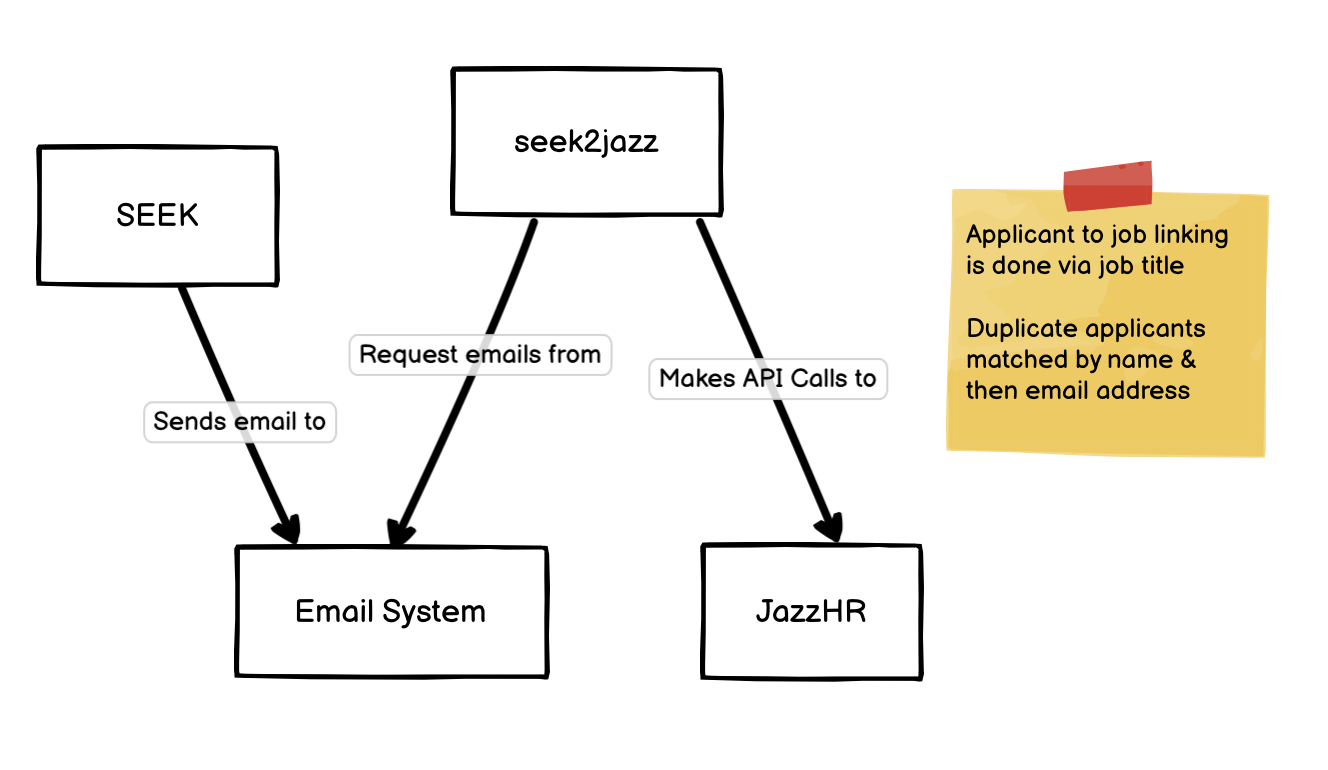 seek2jazz
SEEK
Applicant to job linking
is done via job title
Duplicate applicants
matched by name &
then email address
Request emails from
Makes API Calls to
Sends email to
Email System
JazzHR